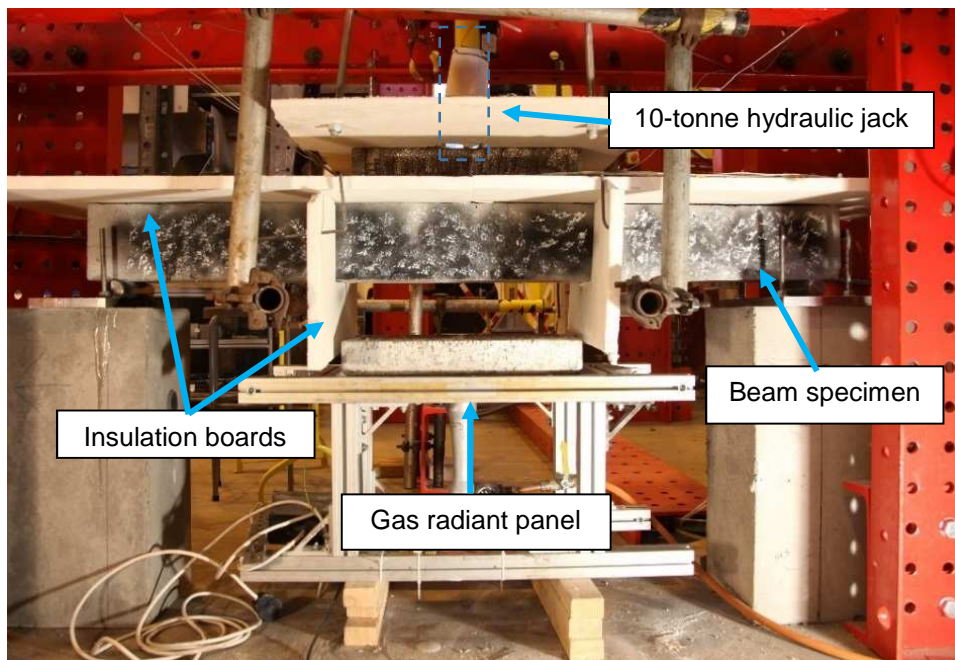 10-tonne hydraulic jack
Beam specimen
Insulation boards
Gas radiant panel